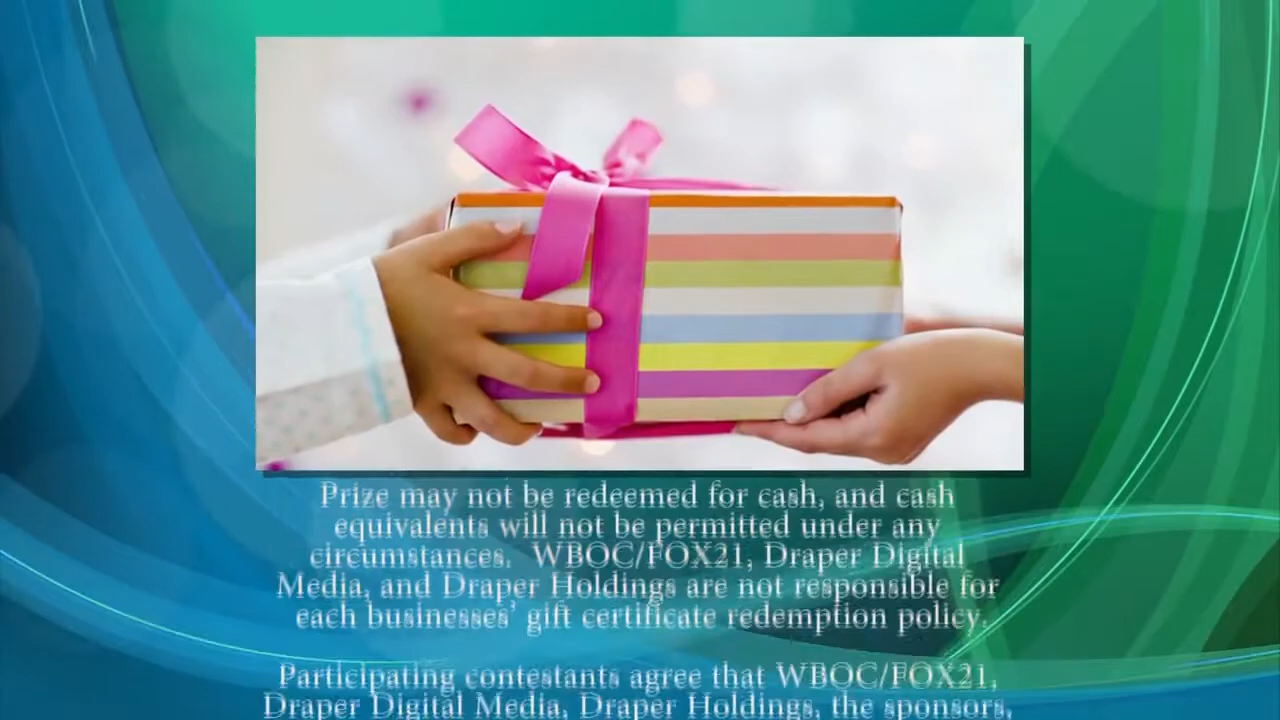 Prize may not be redeemed for cash, and cash
equivalents will not be permitted under any
circumstances. WBOC/FOX21, Draper Digital
Media, and Draper Holdings are not responsible for
each businesses' gift certificate redemption policy.
Participating contestants agree that WBOC/FOX21,
Draper Digital Media, Draper Holdings, the sponsors,